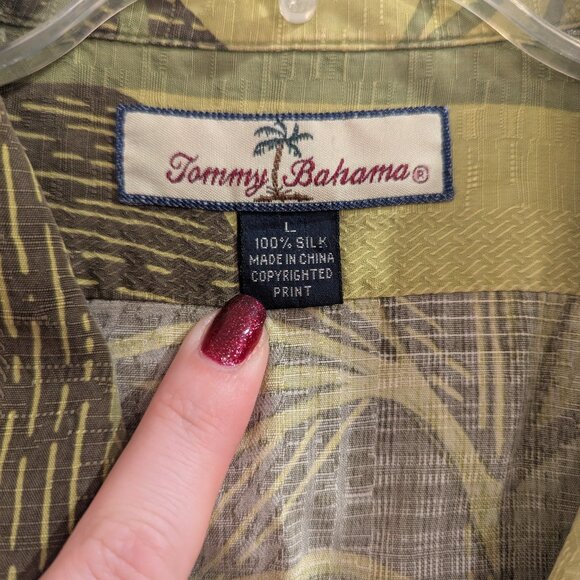 Tommy Bahama®
L
100% SILK
MADE IN CHINA
COPYRIGHTED
PRINT